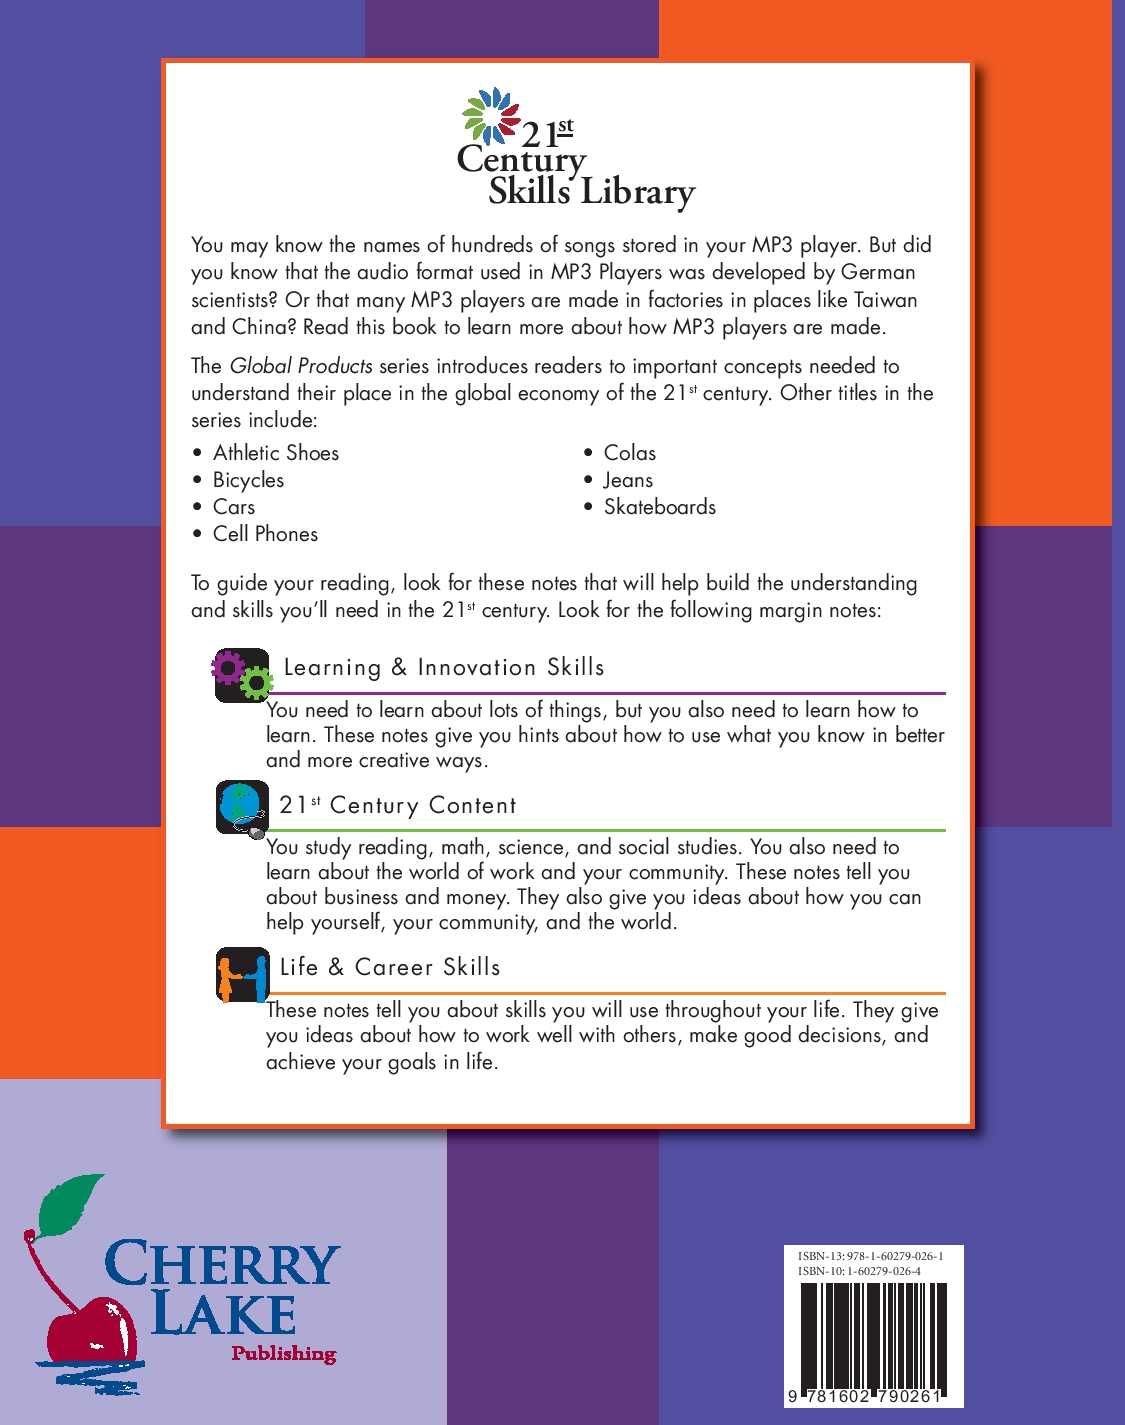 21st
Century
Skills Library
You may know the names of hundreds of songs stored in your MP3 player. But did
you know that the audio format used in MP3 Players was developed by German
scientists? Or that many MP3 players are made in factories in places like Taiwan
and China? Read this book to learn more about how MP3 players are made.
The Global Products series introduces readers to important concepts needed to
understand their place in the global economy of the 21st century. Other titles in the
series include:
• Athletic Shoes
• Bicycles
• Cars
• Cell Phones
• Colas
• Jeans
• Skateboards
To guide your reading, look for these notes that will help build the understanding
and skills you’ll need in the 21st century. Look for the following margin notes:
Learning & Innovation Skills
You need to learn about lots of things, but you also need to learn how to
learn. These notes give you hints about how to use what you know in better
and more creative ways.
21st Century Content
You study reading, math, science, and social studies. You also need to
learn about the world of work and your community. These notes tell you
about business and money. They also give you ideas about how you can
help yourself, your community, and the world.
Life & Career Skills
These notes tell you about skills you will use throughout your life. They give
you ideas about how to work well with others, make good decisions, and
achieve your goals in life.
CHERRY
LAKE
Publishing
ISBN-13: 978-1-60279-026-1
ISBN-10: 1-60279-026-4
9 781602 790261